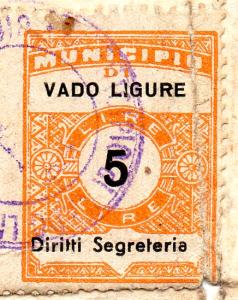 MUNICIPIO
DI
VADO LIGURE
LIRE
5
LIRE
Diritti Segreteria